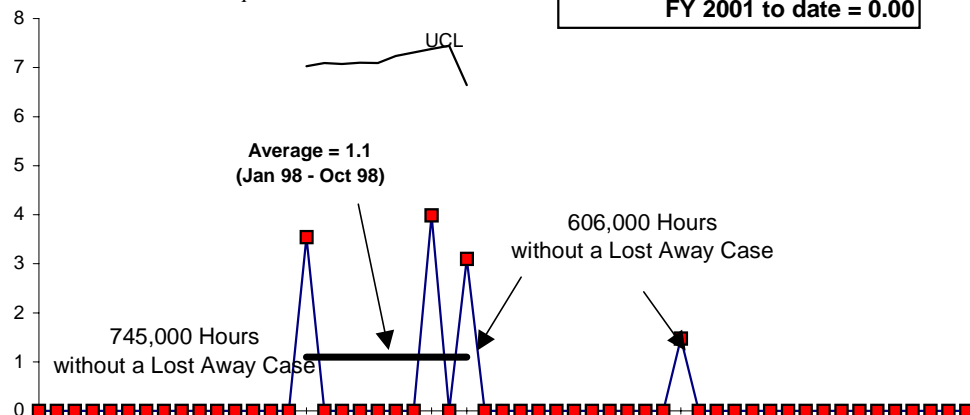 FY 2001 to date = 0.00
8
UCL
7
6
Average = 1.1
(Jan 98 - Oct 98)
5
4
606,000 Hours
without a Lost Away Case
3
2
745,000 Hours
without a Lost Away Case
1
0